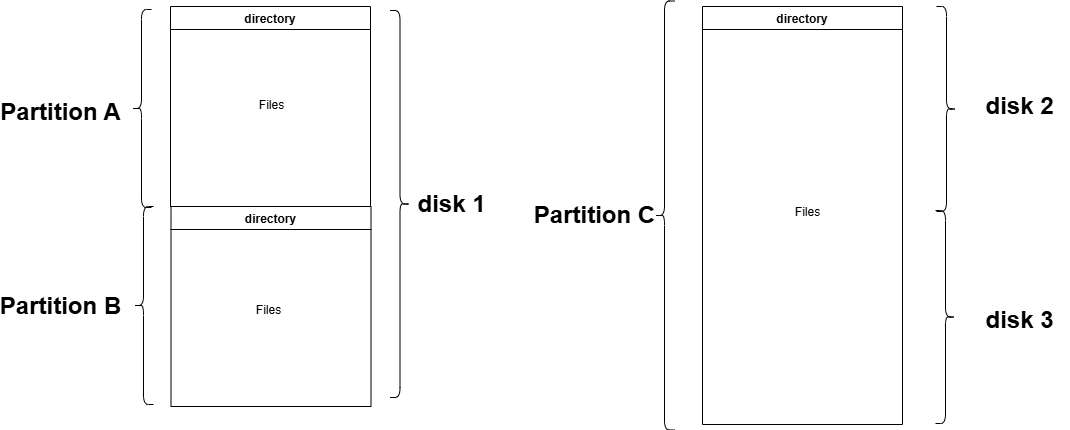 directory
Files
Partition A
disk 1
directory
Files
Partition B
directory
Files
Partition C
disk 2
disk 3